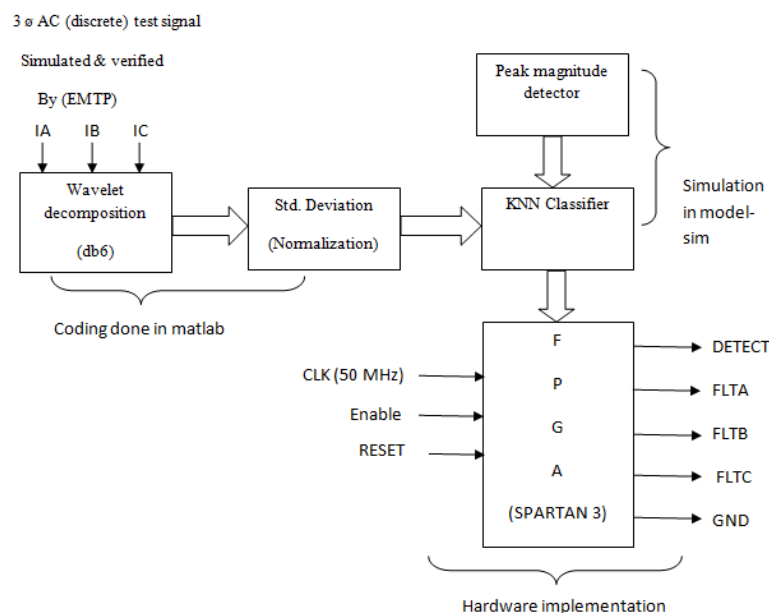 3 ø AC (discrete) test signal
Simulated & verified
By (EMTP)
IA IB IC
Wavelet
decomposition
(db6)
Std. Deviation
(Normalization)
Coding done in matlab
Peak magnitude
detector
KNN Classifier
Simulation
in model-
sim
CLK (50 MHz)
Enable
RESET
F
P
G
A
(SPARTAN 3)
DETECT
FLTA
FLTB
FLTC
GND
Hardware implementation